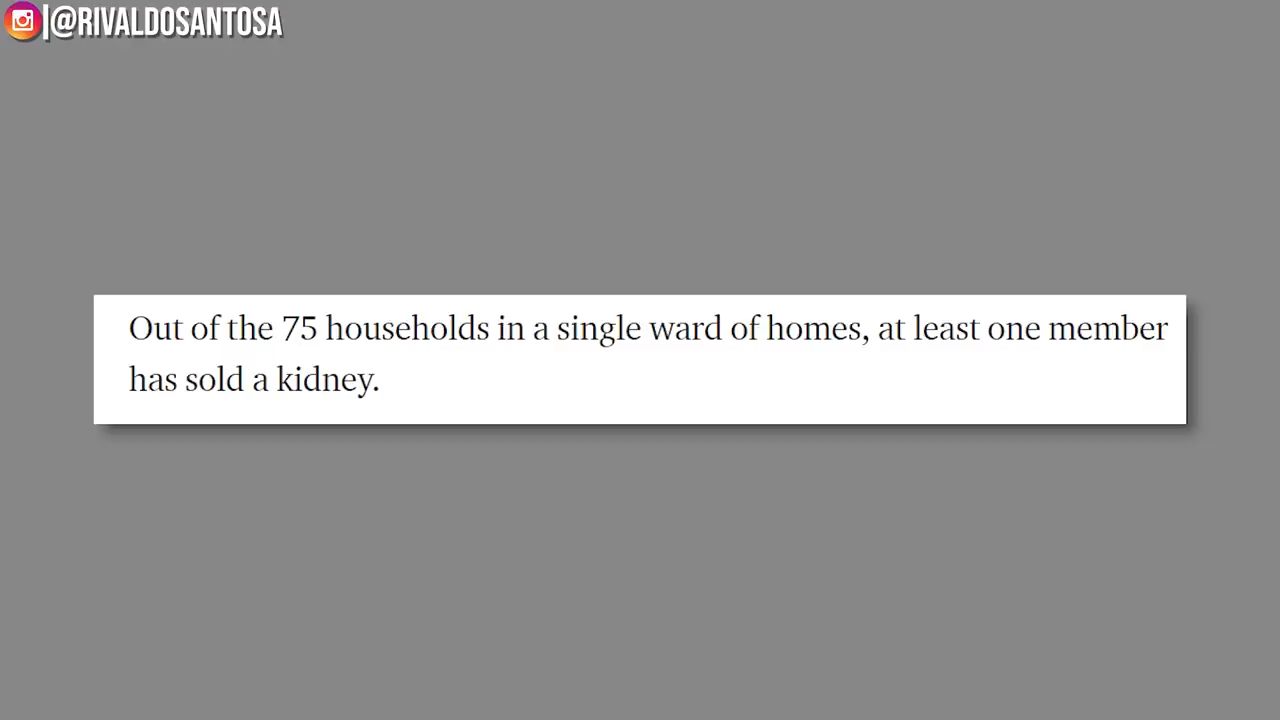 |@RIVALDOSANTOSA
Out of the 75 households in a single ward of homes, at least one member
has sold a kidney.